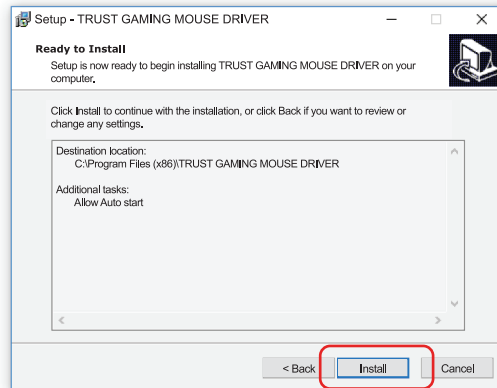 Setup - TRUST GAMING MOUSE DRIVER
Ready to Install
Setup is now ready to begin installing TRUST GAMING MOUSE DRIVER on your
computer.
Click Install to continue with the installation, or click Back if you want to review or
change any settings.
Destination location:
C:\Program Files (x86)\TRUST GAMING MOUSE DRIVER
Additional tasks:
Allow Auto start
< Back Install Cancel